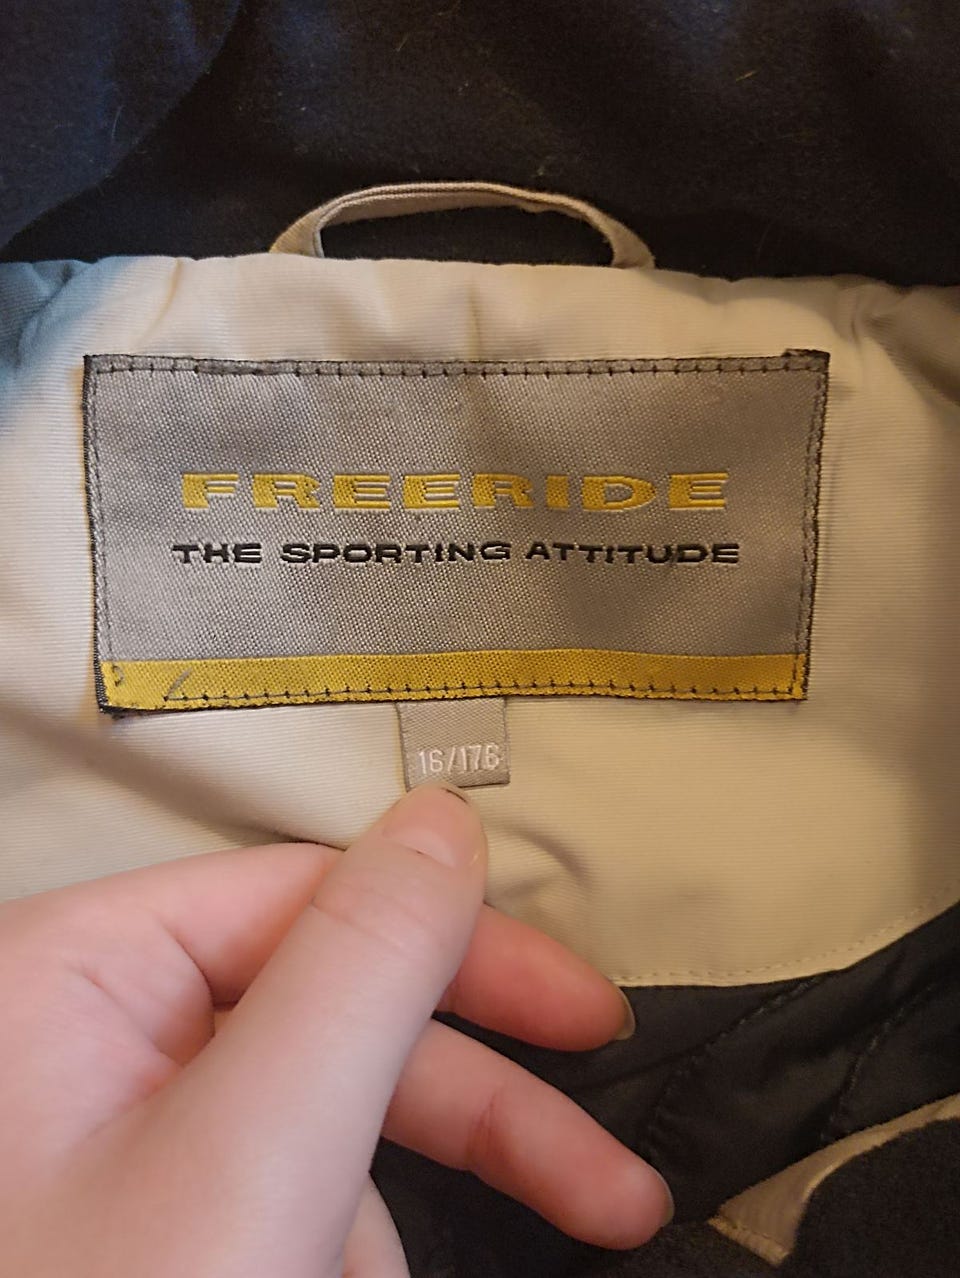 FREERIDE
THE SPORTING ATTITUDE
16/176